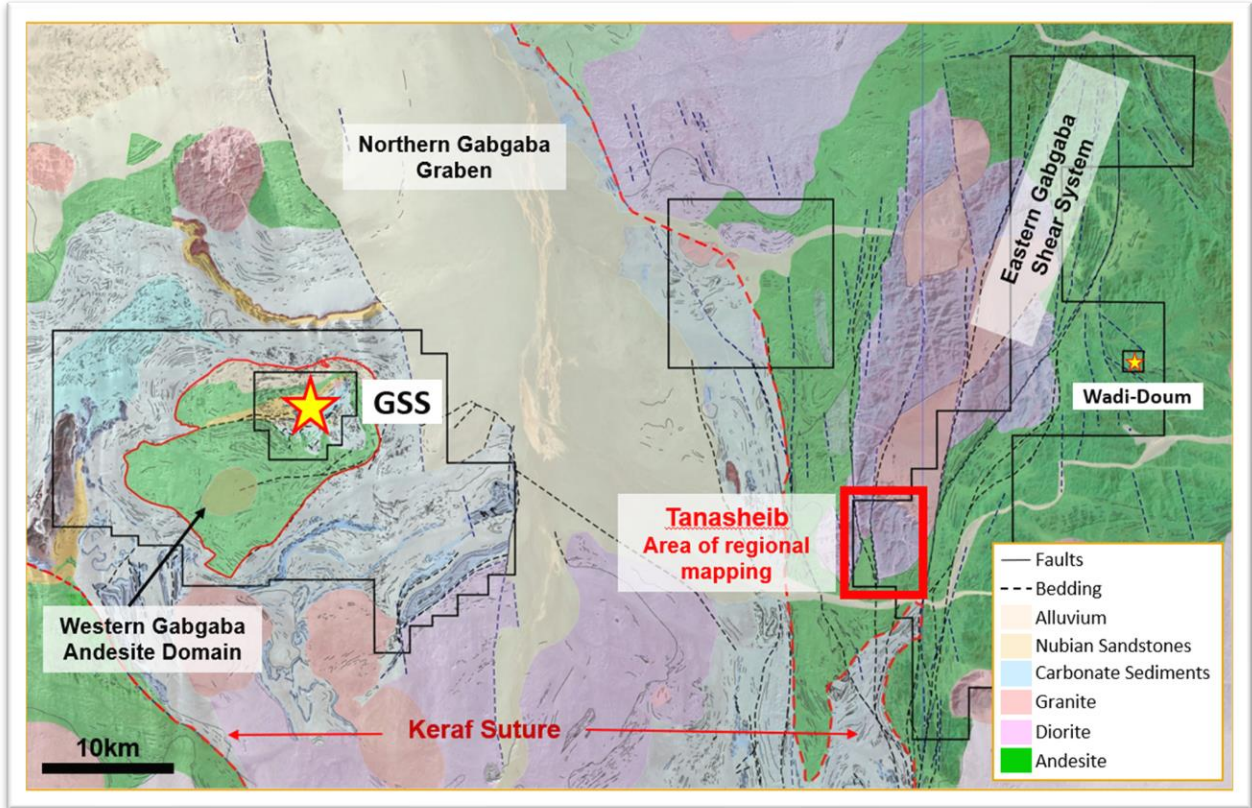 Northern Gabgaba
Graben
Eastern Gabgaba
Shear System
GSS
Wadi-Doum
Tanasheib
Area of regional
mapping
Western Gabgaba
Andesite Domain
Keraf Suture
10km
Faults
Bedding
Alluvium
Nubian Sandstones
Carbonate Sediments
Granite
Diorite
Andesite